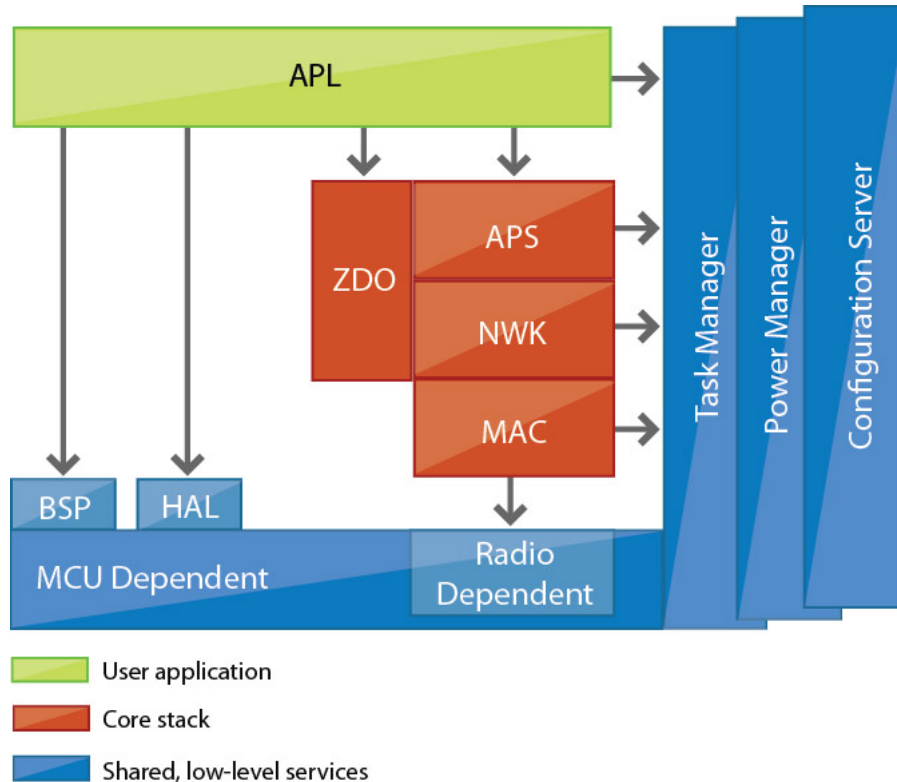 APL
ZDO
APS
NWK
MAC
BSP
HAL
MCU Dependent
Radio
Dependent
Task Manager
Power Manager
Configuration Server
User application
Core stack
Shared, low-level services